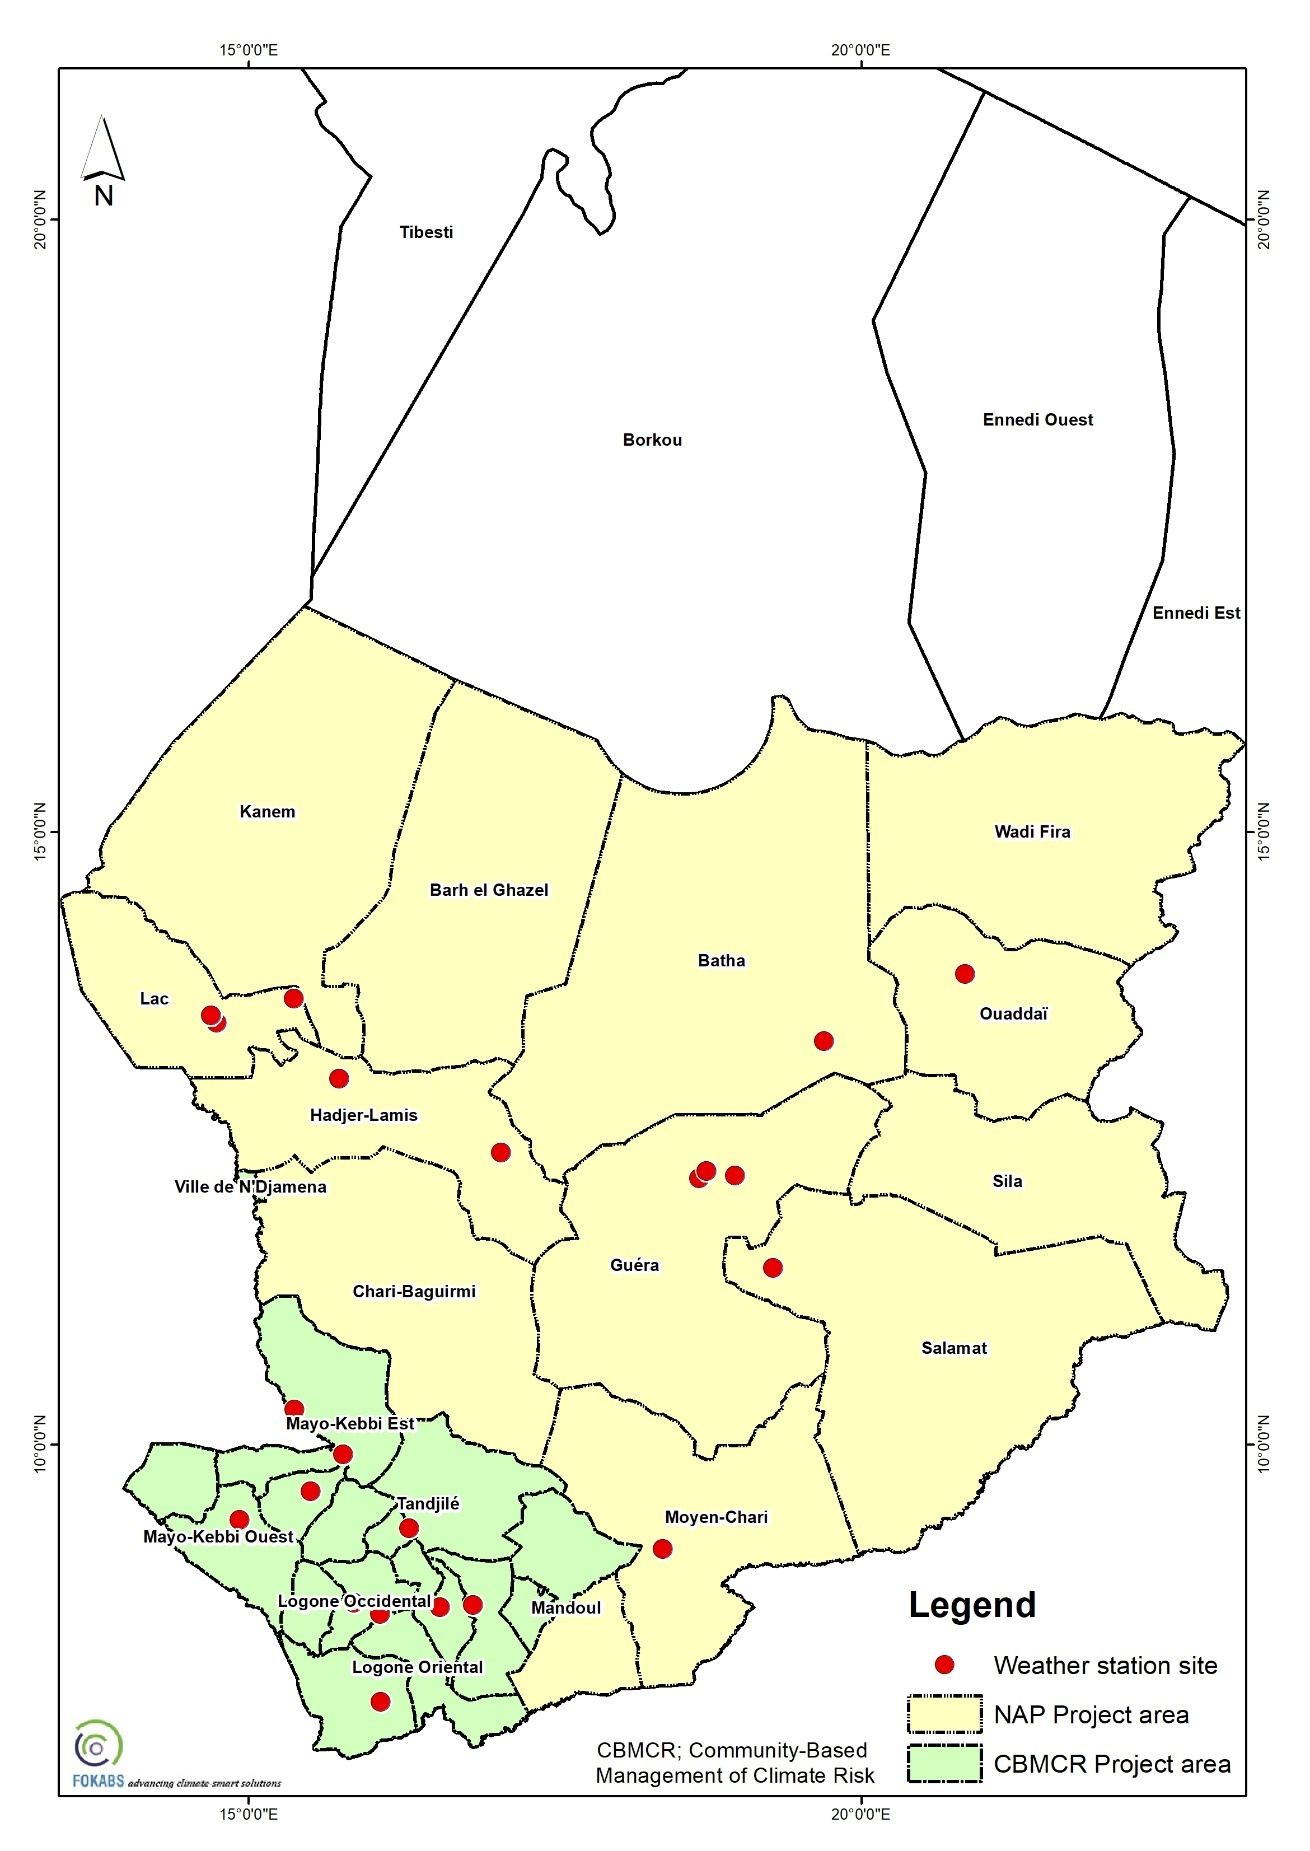 15°0'0"E
20°0'0"E
N
20°0'0"N
20°0'0"N
Tibesti
Ennedi Ouest
Borkou
Ennedi Est
Kanem
15°0'0"N
15°0'0"N
Wadi Fira
Barh el Ghazel
Batha
Lac
Ouaddaï
Hadjer-Lamis
Ville de N'Djamena
Sila
Guéra
Chari-Baguirmi
Salamat
Mayo-Kebbi Est
10°0'0"N
10°0'0"N
Tandjilé
Moyen-Chari
Mayo-Kebbi Ouest
Logone Occidental
Mandoul
Logone Oriental
Legend
Weather station site
NAP Project area
CBMCR Project area
CBMCR; Community-Based
Management of Climate Risk
FOKABS advancing climate-smart solutions
15°0'0"E
20°0'0"E